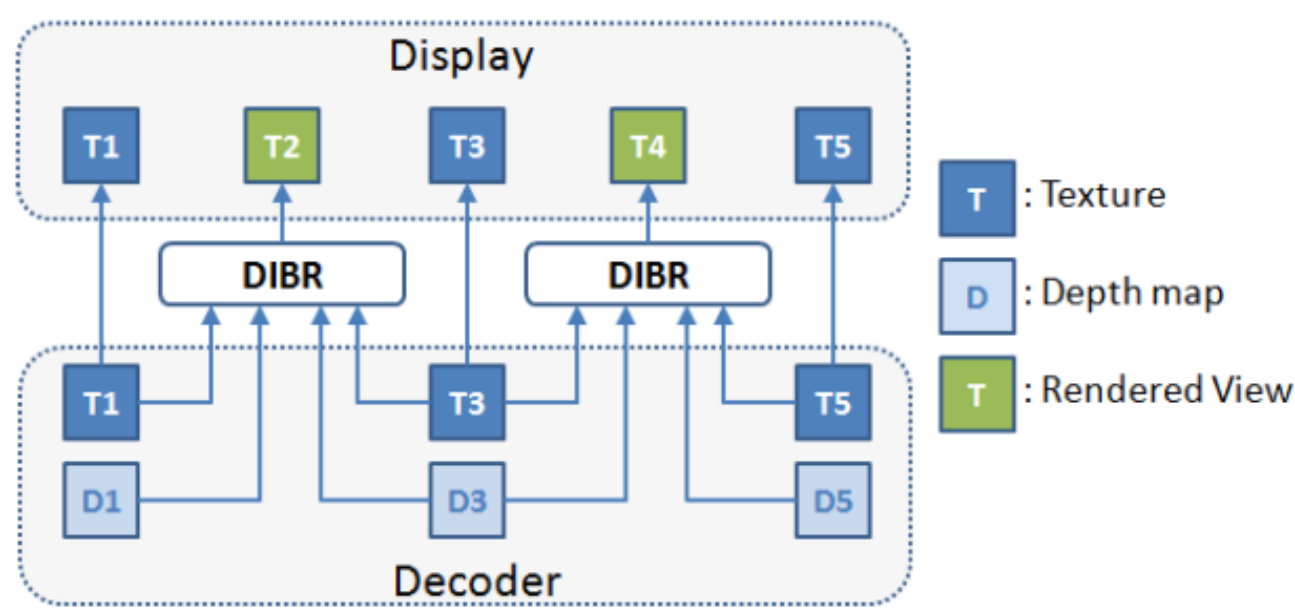 Display
T1 T2 T3 T4 T5
T : Texture
DIBR DIBR
D : Depth map
T1 T3 T5
T : Rendered View
D1 D3 D5
Decoder